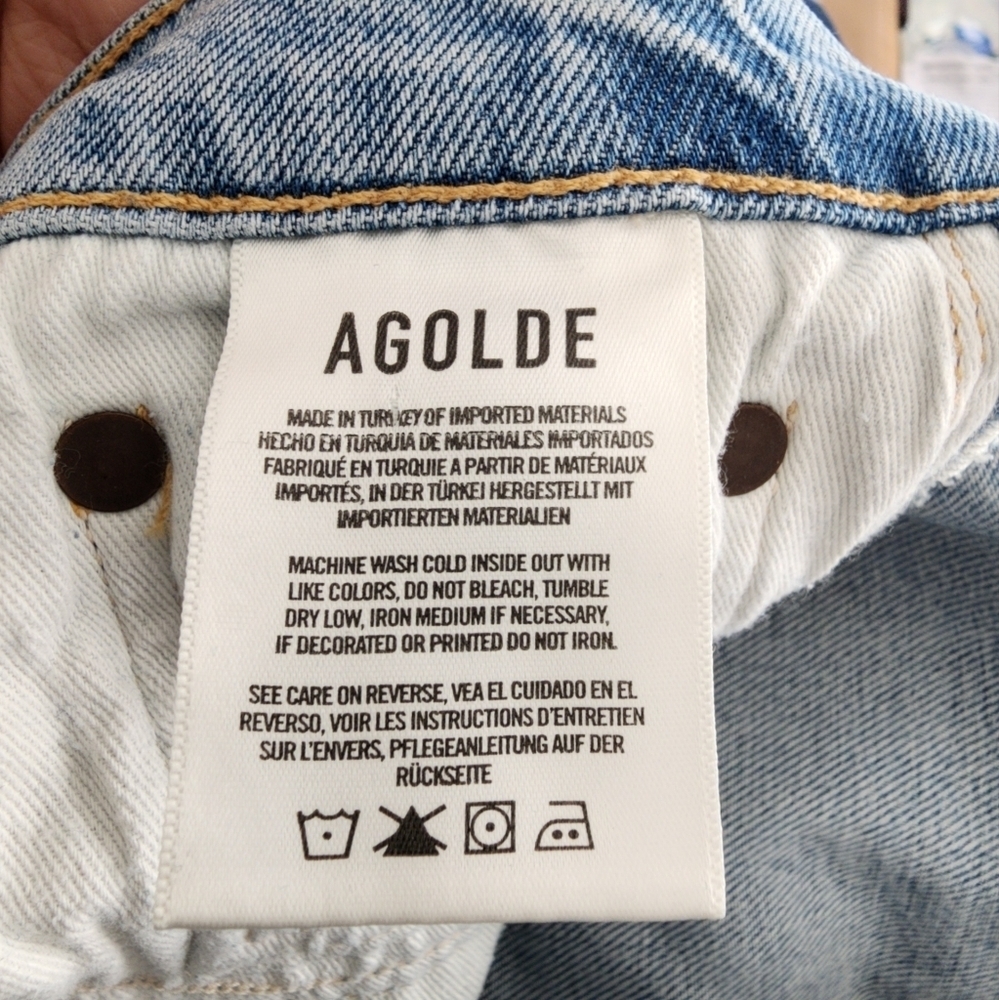 AGOLDE
MADE IN TURKEY OF IMPORTED MATERIALS
HECHO EN TURQUIA DE MATERIALES IMPORTADOS
FABRIQUÉ EN TURQUIE A PARTIR DE MATÉRIAUX
IMPORTÉS, IN DER TÜRKEI HERGESTELLT MIT
IMPORTIERTEN MATERIALIEN
MACHINE WASH COLD INSIDE OUT WITH
LIKE COLORS, DO NOT BLEACH, TUMBLE
DRY LOW, IRON MEDIUM IF NECESSARY,
IF DECORATED OR PRINTED DO NOT IRON.
SEE CARE ON REVERSE, VEA EL CUIDADO EN EL
REVERSO, VOIR LES INSTRUCTIONS D'ENTRETIEN
SUR L'ENVERS, PFLEGEANLEITUNG AUF DER
RÜCKSEITE